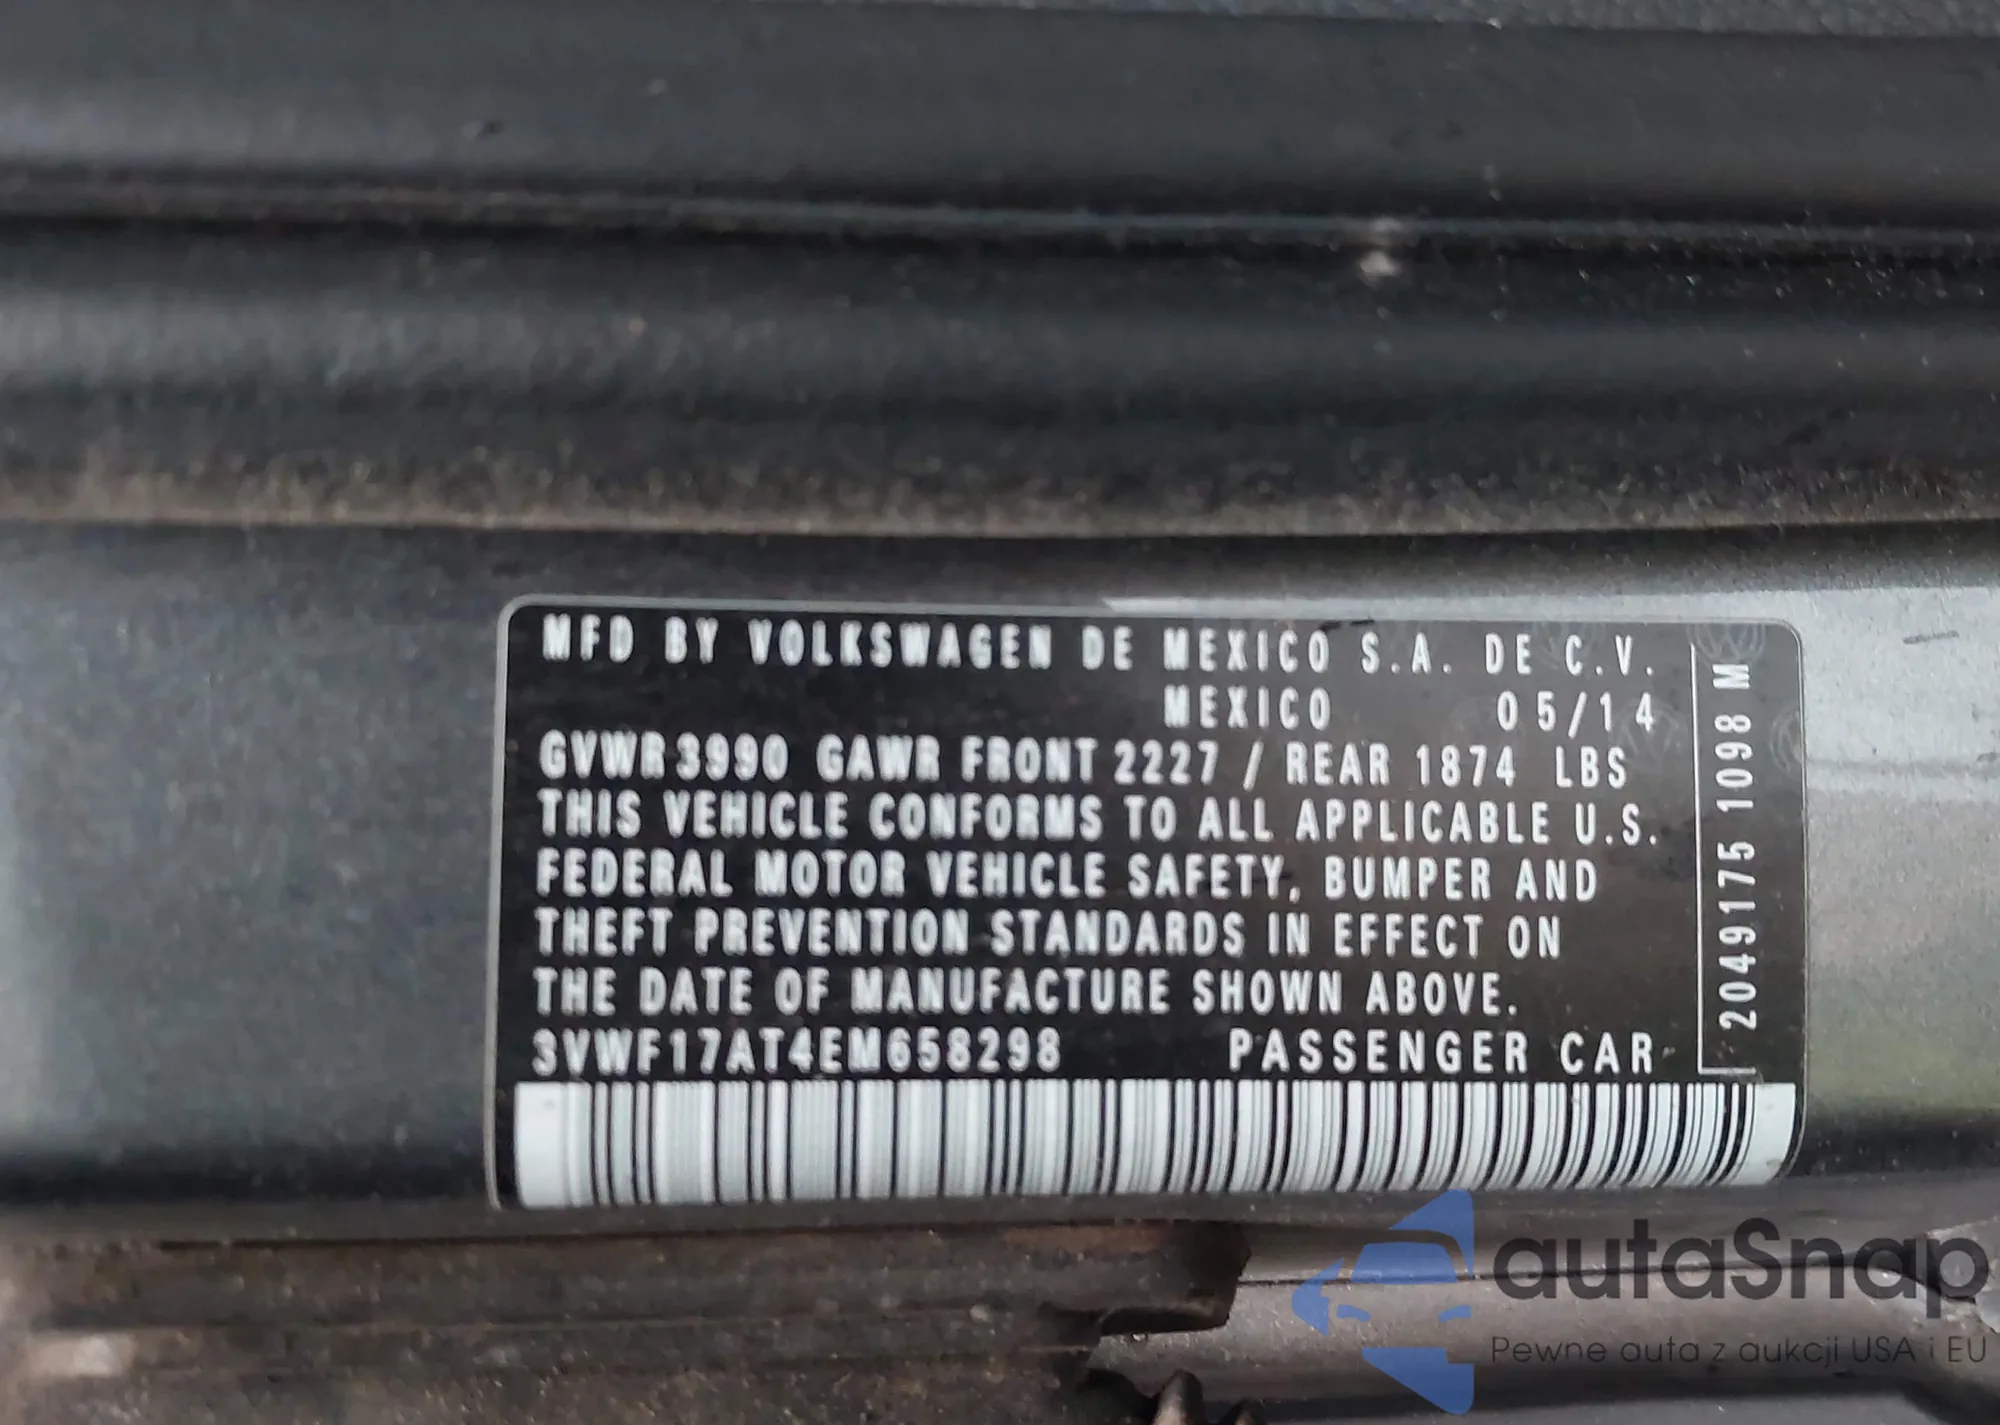 MFD BY VOLKSWAGEN DE MEXICO S.A. DE C.V.
MEXICO 05/14
GVWR 3990 GAWR FRONT 2227 / REAR 1874 LBS
THIS VEHICLE CONFORMS TO ALL APPLICABLE U.S.
FEDERAL MOTOR VEHICLE SAFETY, BUMPER AND
THEFT PREVENTION STANDARDS IN EFFECT ON
THE DATE OF MANUFACTURE SHOWN ABOVE.
3VWF17AT4EM658298 PASSENGER CAR
20491751098 M
autaSnap
Pewne auta z aukcji USA i EU